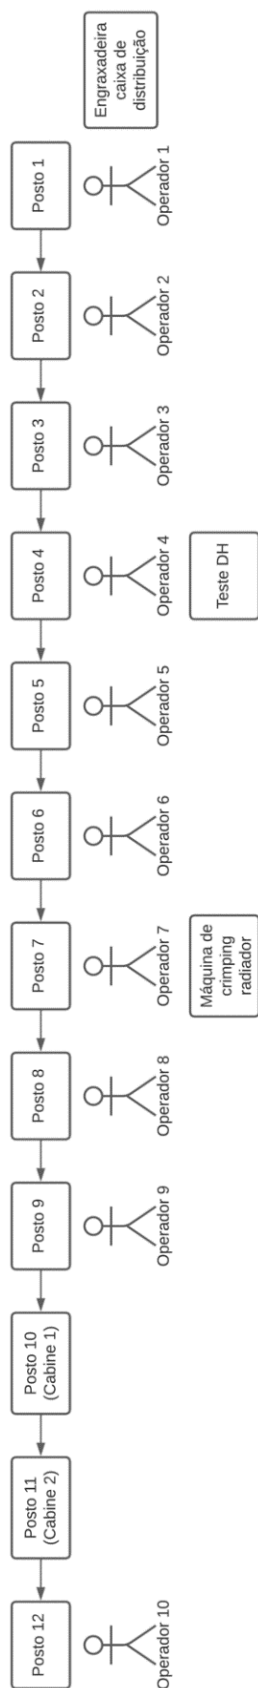 Engraxadeira
caixa de
distribuição
Posto 1
Operador 1
Posto 2
Operador 2
Posto 3
Operador 3
Posto 4
Operador 4
Teste DH
Posto 5
Operador 5
Posto 6
Operador 6
Posto 7
Operador 7
Máquina de
crimping
radiador
Posto 8
Operador 8
Posto 9
Operador 9
Posto 10
(Cabine 1)
Posto 11
(Cabine 2)
Posto 12
Operador 10